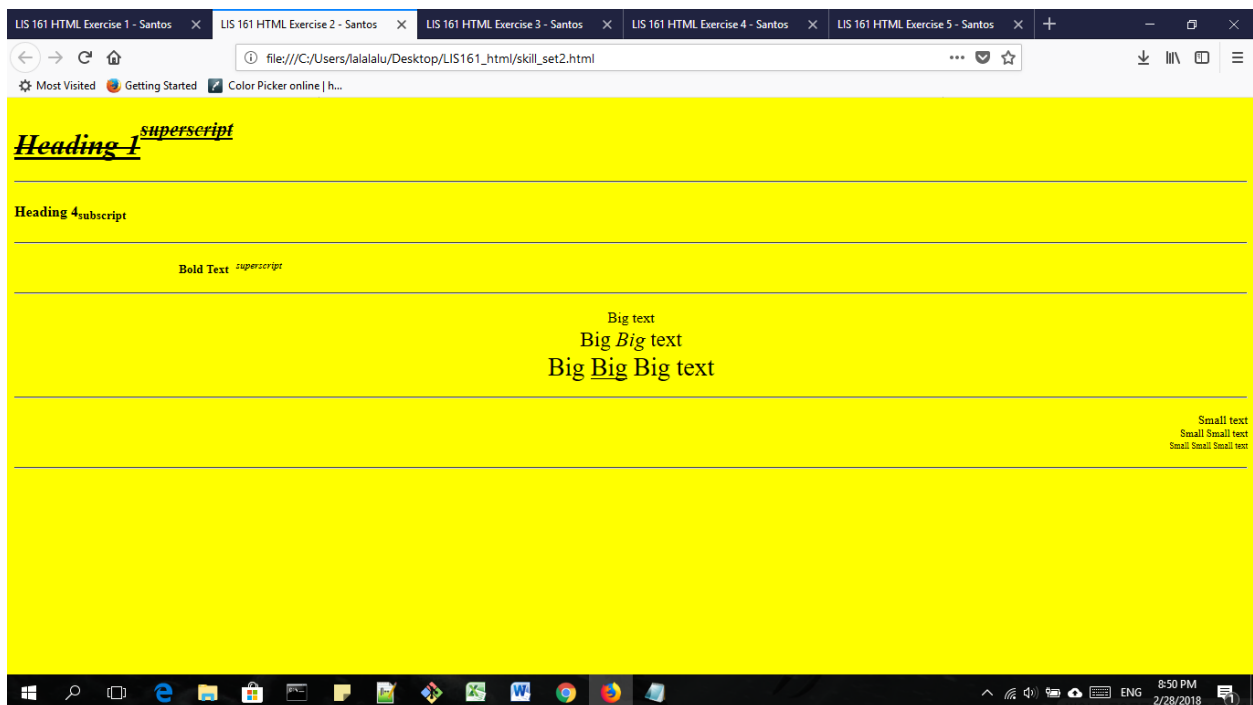 LIS 161 HTML Exercise 1 - Santos LIS 161 HTML Exercise 2 - Santos LIS 161 HTML Exercise 3 - Santos LIS 161 HTML Exercise 4 - Santos LIS 161 HTML Exercise 5 - Santos
file:///C:/Users/lalalalu/Desktop/LIS161_html/skill_set2.html
Most Visited Getting Started Color Picker online | h...
Heading 1superscript
Heading 4subscript
Bold Text superscript
Big text
Big Big text
Big Big Big text
Small text
Small Small text
Small Small Small text
ENG 8:50 PM
2/28/2018